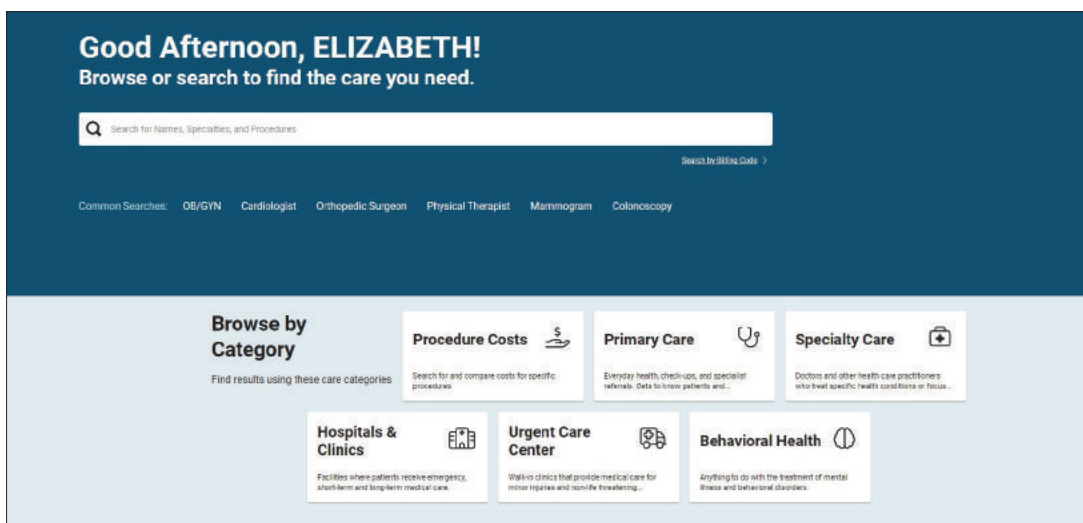 Good Afternoon, ELIZABETH!
Browse or search to find the care you need.
Search for Names, Specialties, and Procedures
Search by Billing Code >
Common Searches: OB/GYN Cardiologist Orthopedic Surgeon Physical Therapist Mammogram Colonoscopy
Browse by
Category
Find results using these care categories
Procedure Costs
Search for and compare costs for specific
procedures
Primary Care
Everyday health, check-ups, and specialist
referrals. Gets to know patients and...
Specialty Care
Doctors and other health care practitioners
who treat specific health conditions or focus...
Hospitals &
Clinics
Facilities where patients receive emergency,
short-term and long-term medical care.
Urgent Care
Center
Walk-in clinics that provide medical care for
minor injuries and non-life threatening...
Behavioral Health
Anything to do with the treatment of mental
illness and behavioral disorders.